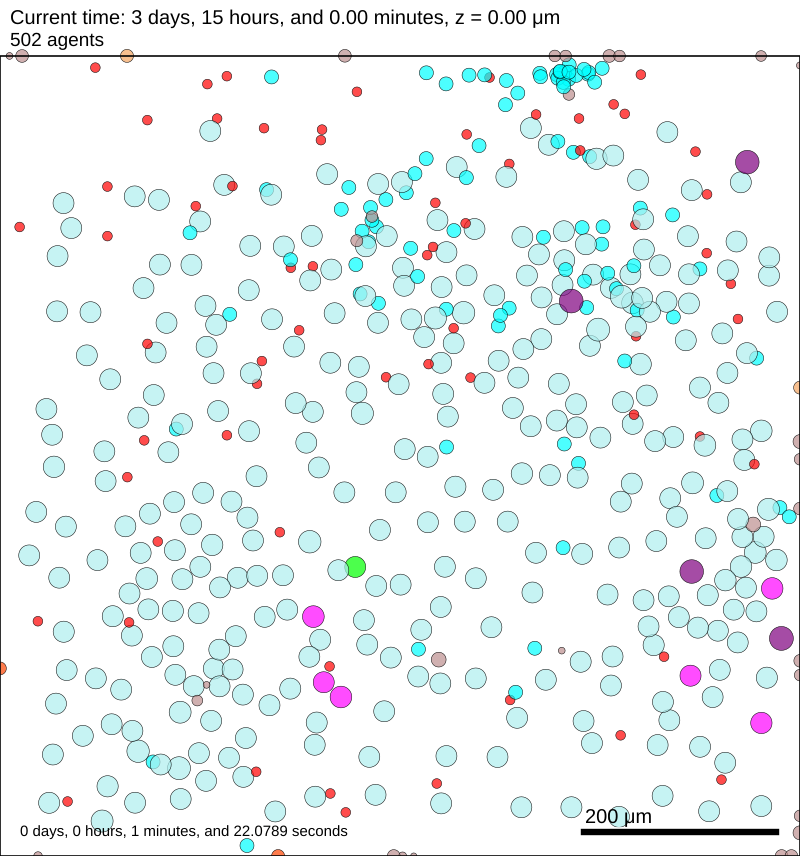 Current time: 3 days, 15 hours, and 0.00 minutes, z = 0.00 μm
502 agents
200 μm
0 days, 0 hours, 1 minutes, and 22.0789 seconds